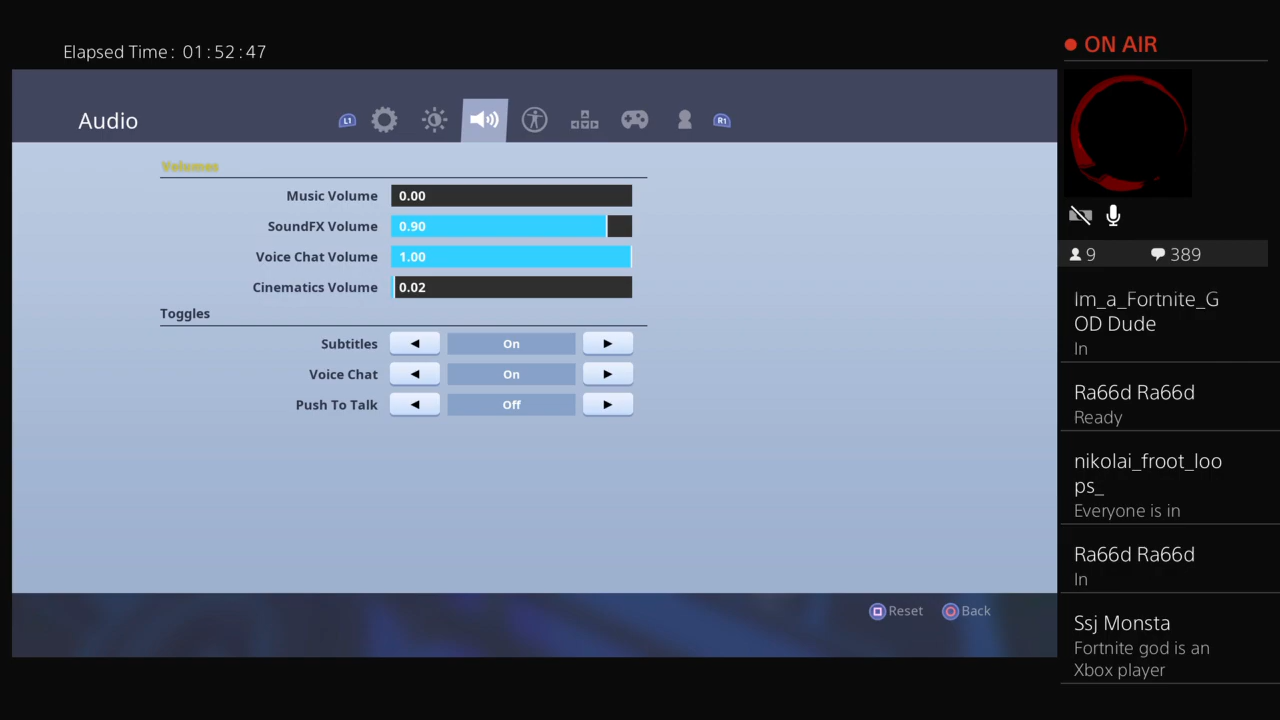 Elapsed Time: 01:52:47
ON AIR
Audio
L1
R1
Volumes
Music Volume 0.00
SoundFX Volume 0.90
Voice Chat Volume 1.00
Cinematics Volume 0.02
Toggles
Subtitles On
Voice Chat On
Push To Talk Off
Reset Back
9 389
Im_a_Fortnite_G
OD Dude
In
Ra66d Ra66d
Ready
nikolai_froot_loo
ps_
Everyone is in
Ra66d Ra66d
In
Ssj Monsta
Fortnite god is an
Xbox player